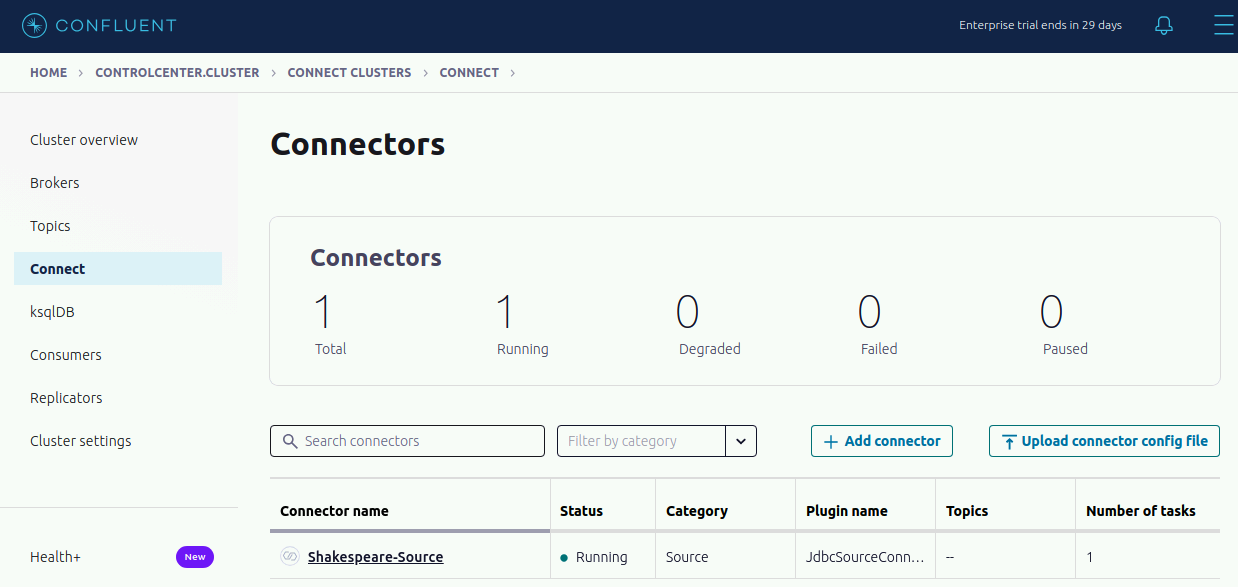 CONFLUENT
Enterprise trial ends in 29 days
HOME > CONTROLCENTER.CLUSTER > CONNECT CLUSTERS > CONNECT >
Cluster overview
Brokers
Topics
Connect
ksqlDB
Consumers
Replicators
Cluster settings
Health+ New
Connectors
Connectors
1 1 0 0 0
Total Running Degraded Failed Paused
Search connectors Filter by category + Add connector Upload connector config file
Connector name Status Category Plugin name Topics Number of tasks
Shakespeare-Source Running Source JdbcSourceConn... -- 1